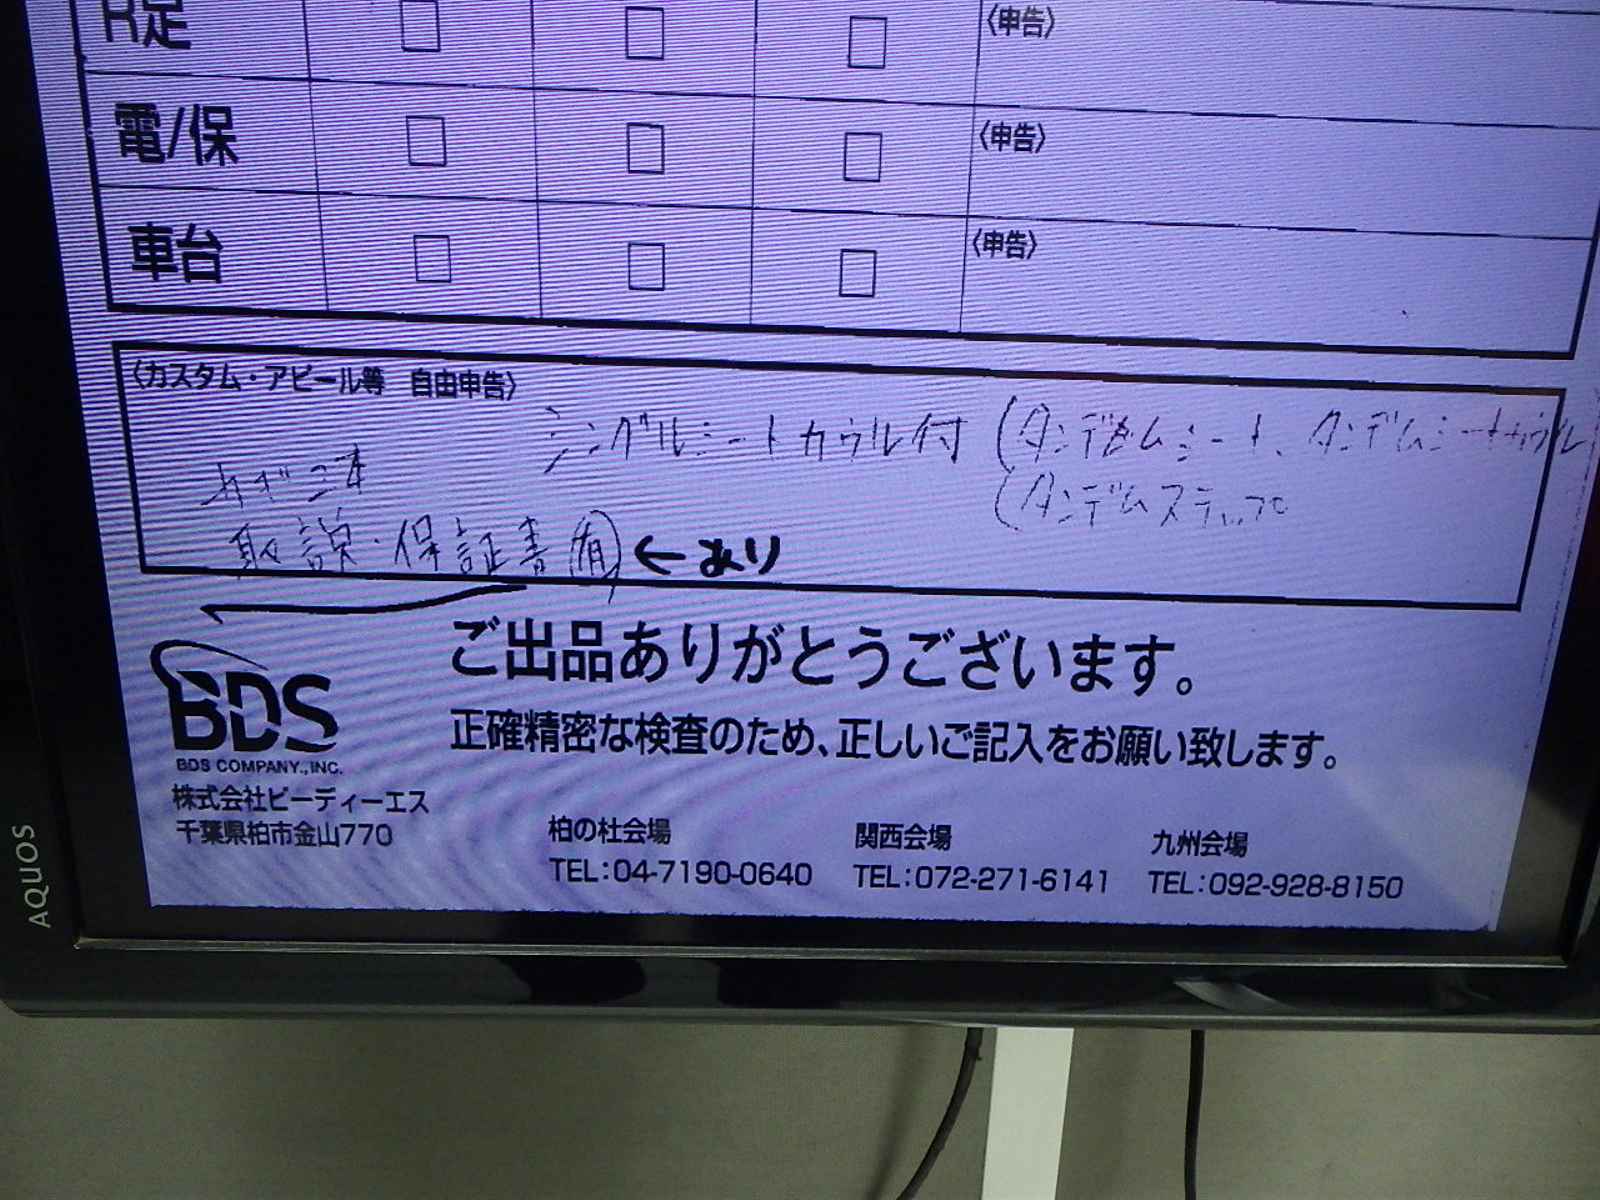 R足 〈申告〉
電/保 〈申告〉
車台 〈申告〉
〈カスタム・アピール等 自由申告〉
シングルシートカウル付 (タンデムシート、タンデムシートカウル
カギ二本 (タンデムステップ
取説・保証書有 ←あり
ご出品ありがとうございます。
BDS
正確精密な検査のため、正しいご記入をお願い致します。
BDS COMPANY.,INC.
株式会社ビーディーエス
千葉県柏市金山770
柏の杜会場 関西会場 九州会場
TEL:04-7190-0640 TEL:072-271-6141 TEL:092-928-8150
AQUOS